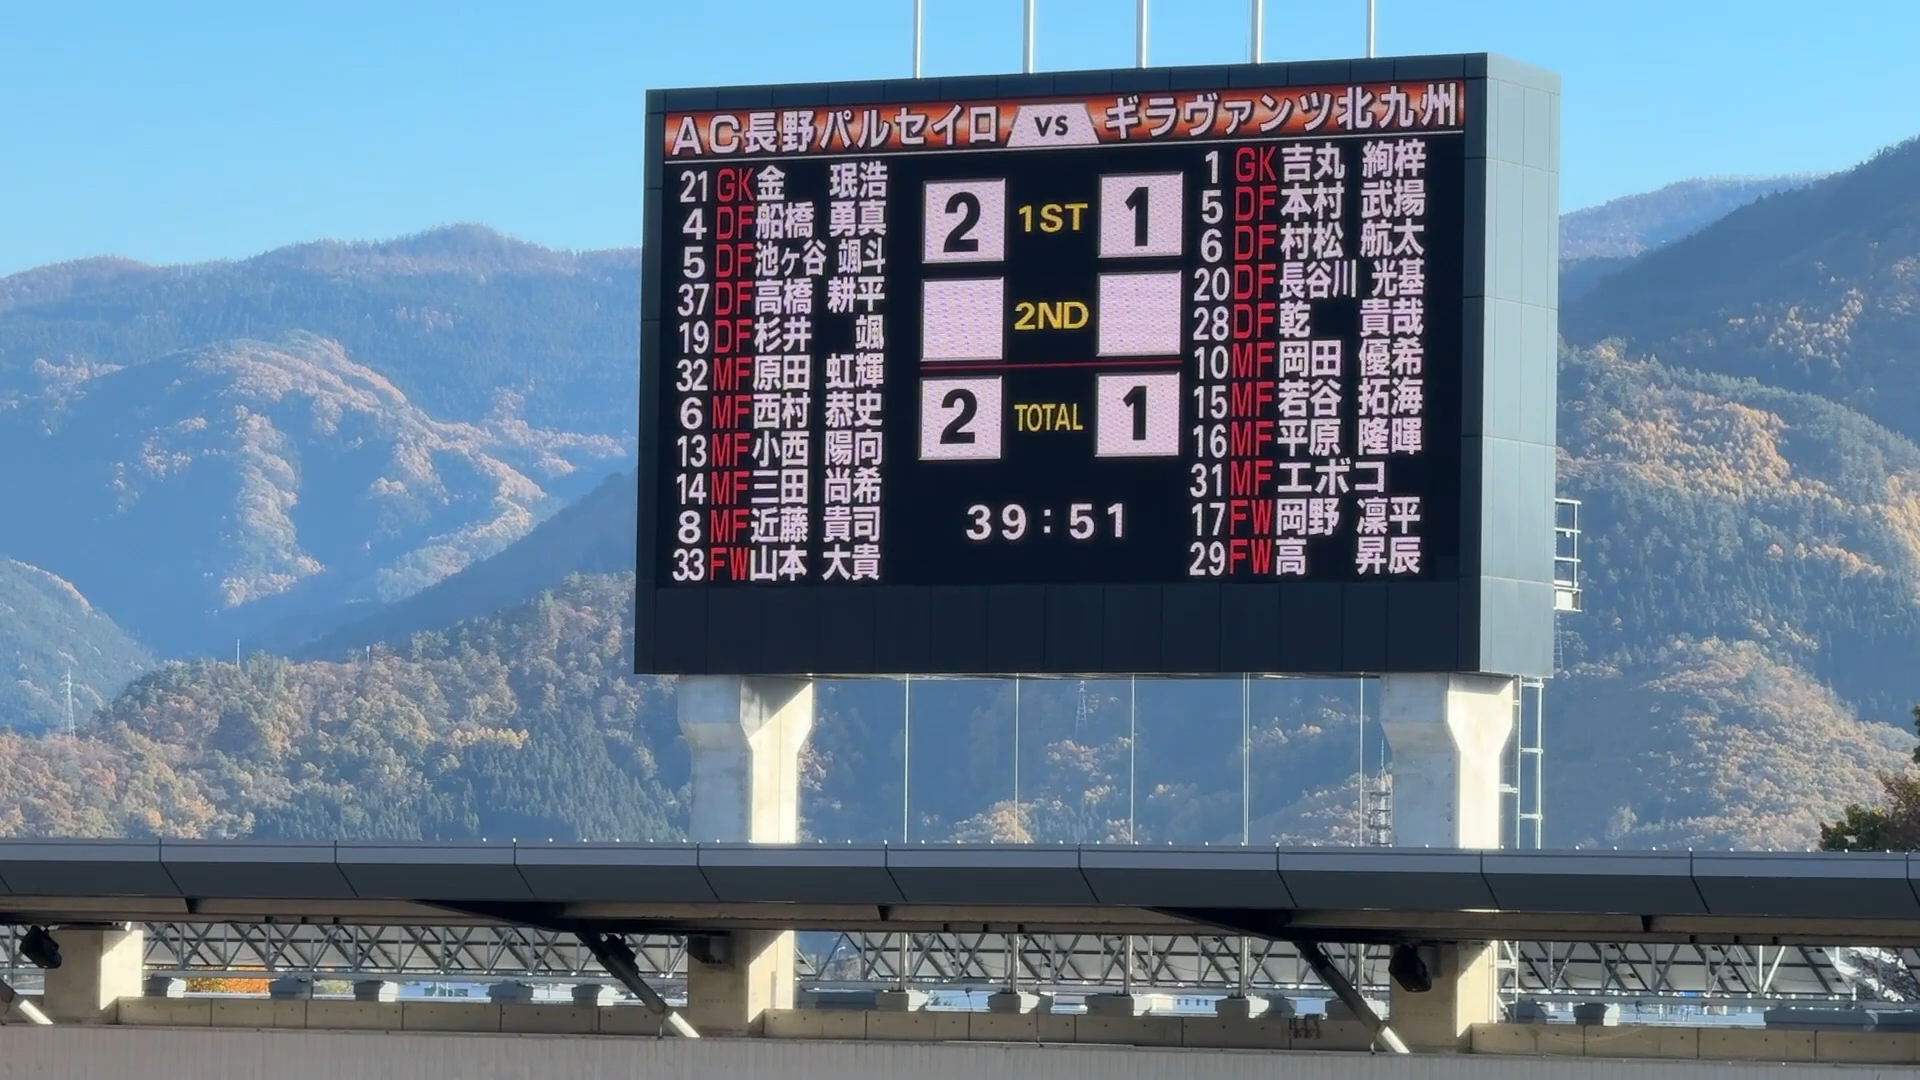 AC長野パルセイロ VS ギラヴァンツ北九州
21 GK 金 珉浩
4 DF 船橋 勇真
5 DF 池ヶ谷 颯斗
37 DF 高橋 耕平
19 DF 杉井 颯
32 MF 原田 虹輝
6 MF 西村 恭史
13 MF 小西 陽向
14 MF 三田 尚希
8 MF 近藤 貴司
33 FW 山本 大貴
2 1ST 1
2ND
2 TOTAL 1
39:51
1 GK 吉丸 絢梓
5 DF 本村 武揚
6 DF 村松 航太
20 DF 長谷川 光基
28 DF 乾 貴哉
10 MF 岡田 優希
15 MF 若谷 拓海
16 MF 平原 隆暉
31 MF エボコ
17 FW 岡野 凜平
29 FW 高 昇辰